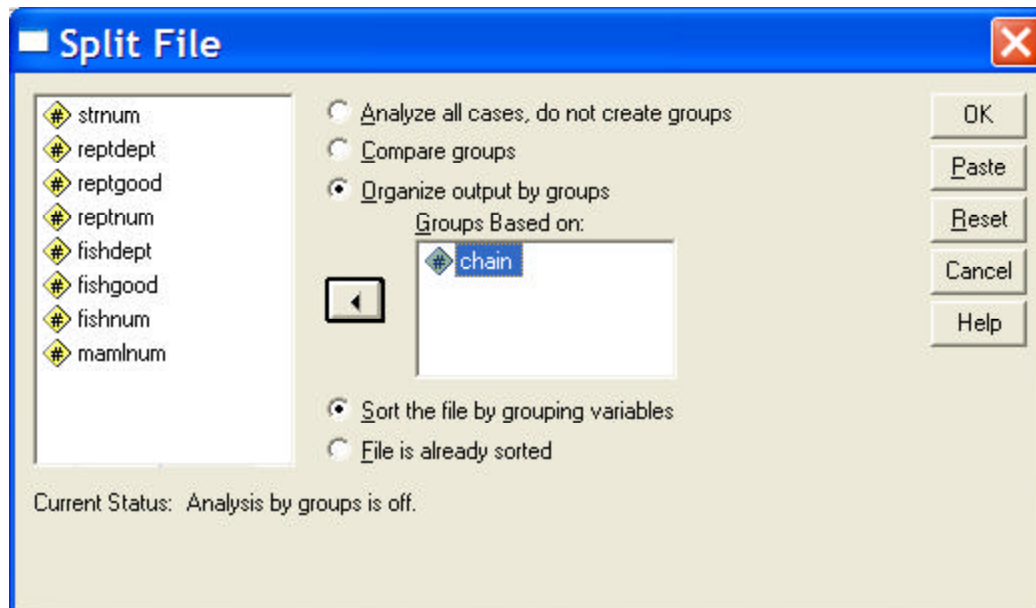 Split File
strnum
reptdept
reptgood
reptnum
fishdept
fishgood
fishnum
mamlnum
Analyze all cases, do not create groups
Compare groups
Organize output by groups
Groups Based on:
chain
Sort the file by grouping variables
File is already sorted
OK
Paste
Reset
Cancel
Help
Current Status: Analysis by groups is off.